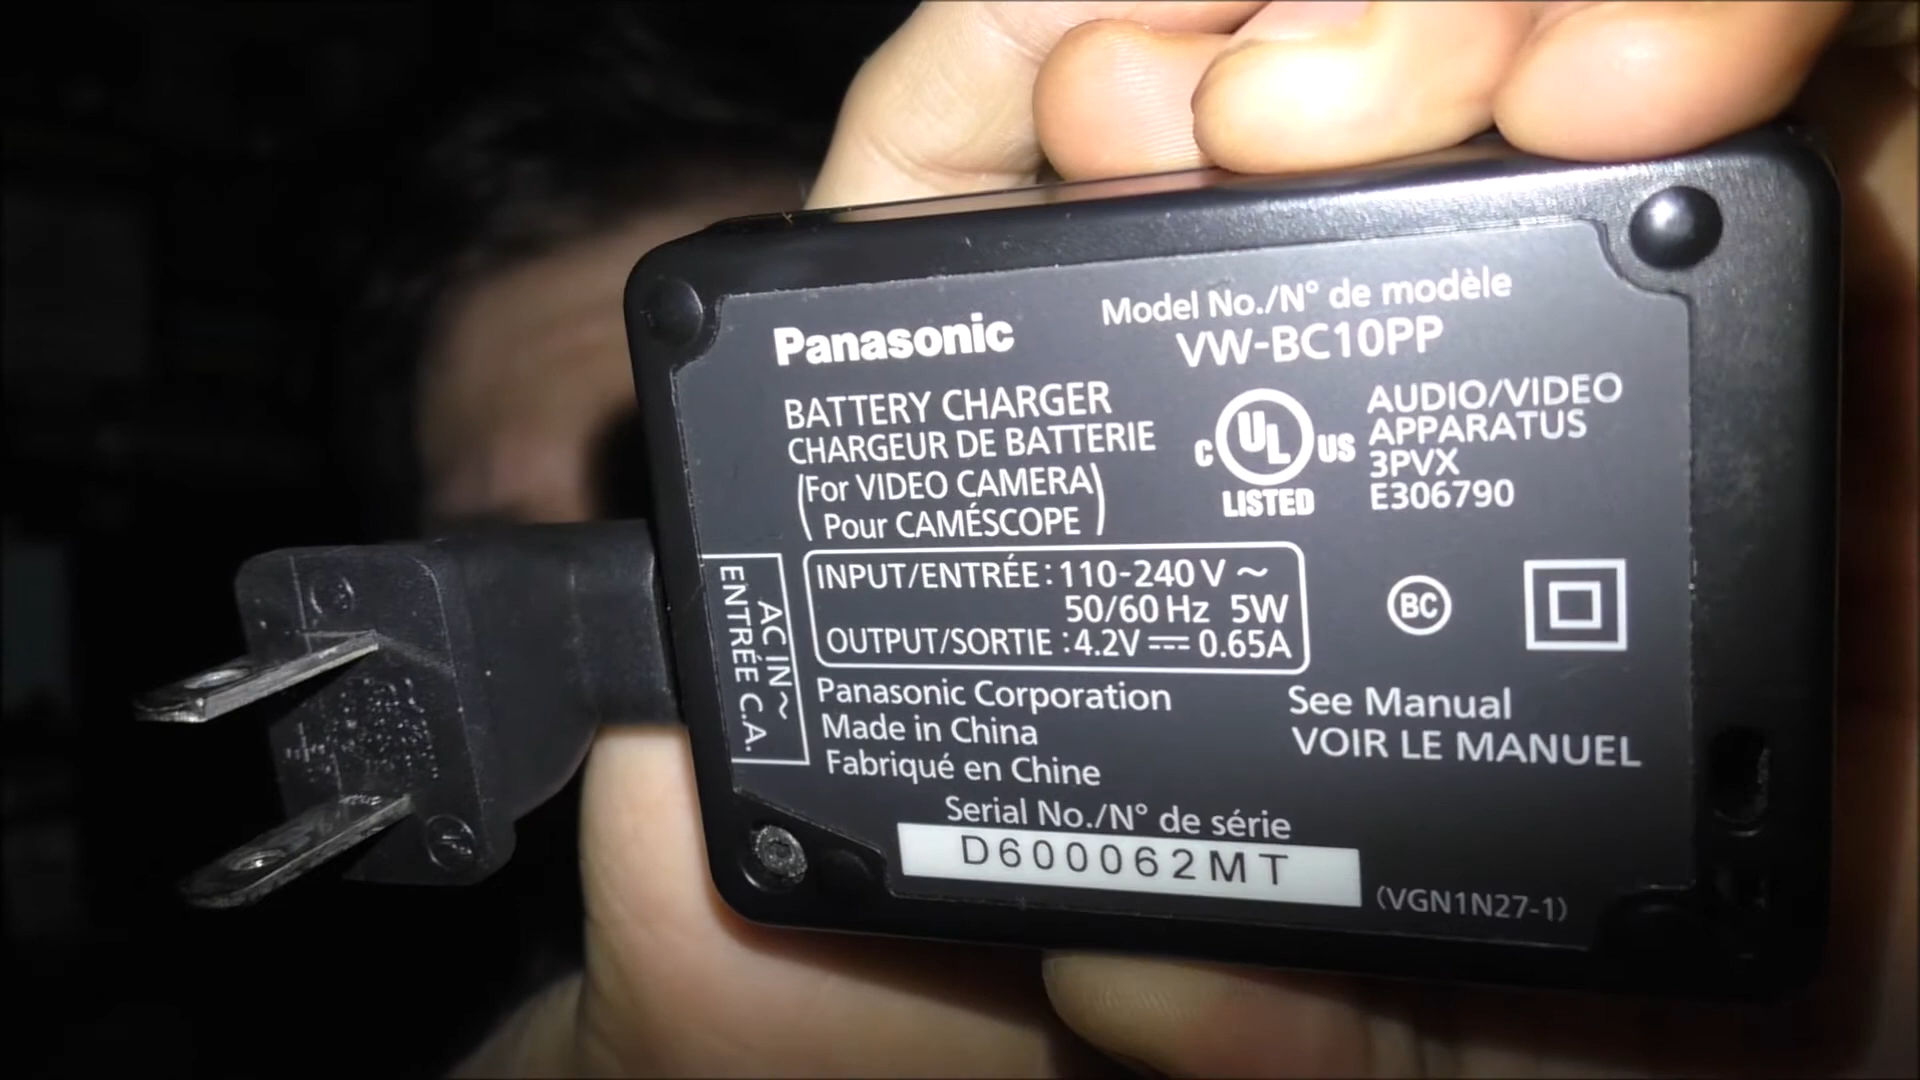 Panasonic
Model No./N° de modèle
VW-BC10PP
BATTERY CHARGER
CHARGEUR DE BATTERIE
(For VIDEO CAMERA)
(Pour CAMÉSCOPE)
C UL US
LISTED
AUDIO/VIDEO
APPARATUS
3PVX
E306790
AC IN~
ENTRÉE C.A.
INPUT/ENTRÉE : 110-240 V ~
50/60 Hz 5W
OUTPUT/SORTIE : 4.2V ⎓ 0.65A
BC
Panasonic Corporation
Made in China
Fabriqué en Chine
See Manual
VOIR LE MANUEL
Serial No./N° de série
D600062MT
(VGN1N27-1)